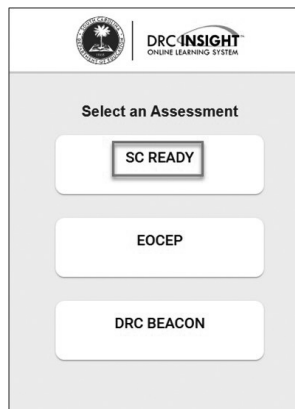 DRC INSIGHT
ONLINE LEARNING SYSTEM
Select an Assessment
SC READY
EOCEP
DRC BEACON